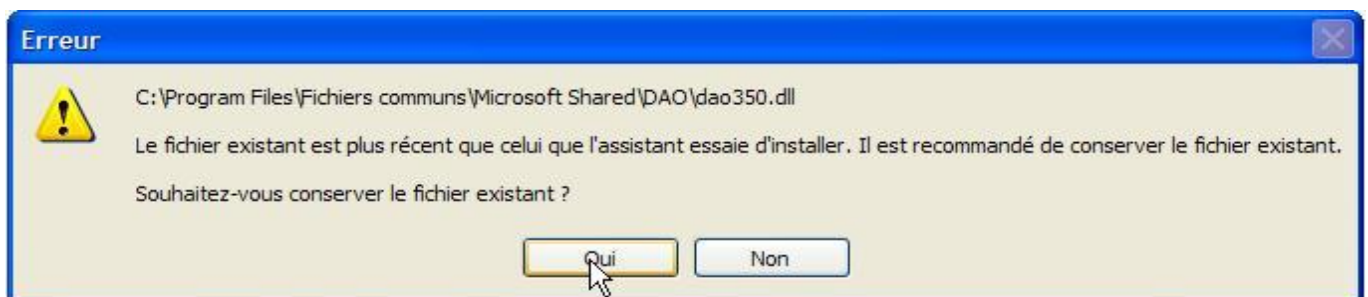 Erreur
C:\Program Files\Fichiers communs\Microsoft Shared\DAO\dao350.dll
Le fichier existant est plus récent que celui que l'assistant essaie d'installer. Il est recommandé de conserver le fichier existant.
Souhaitez-vous conserver le fichier existant ?
Oui Non